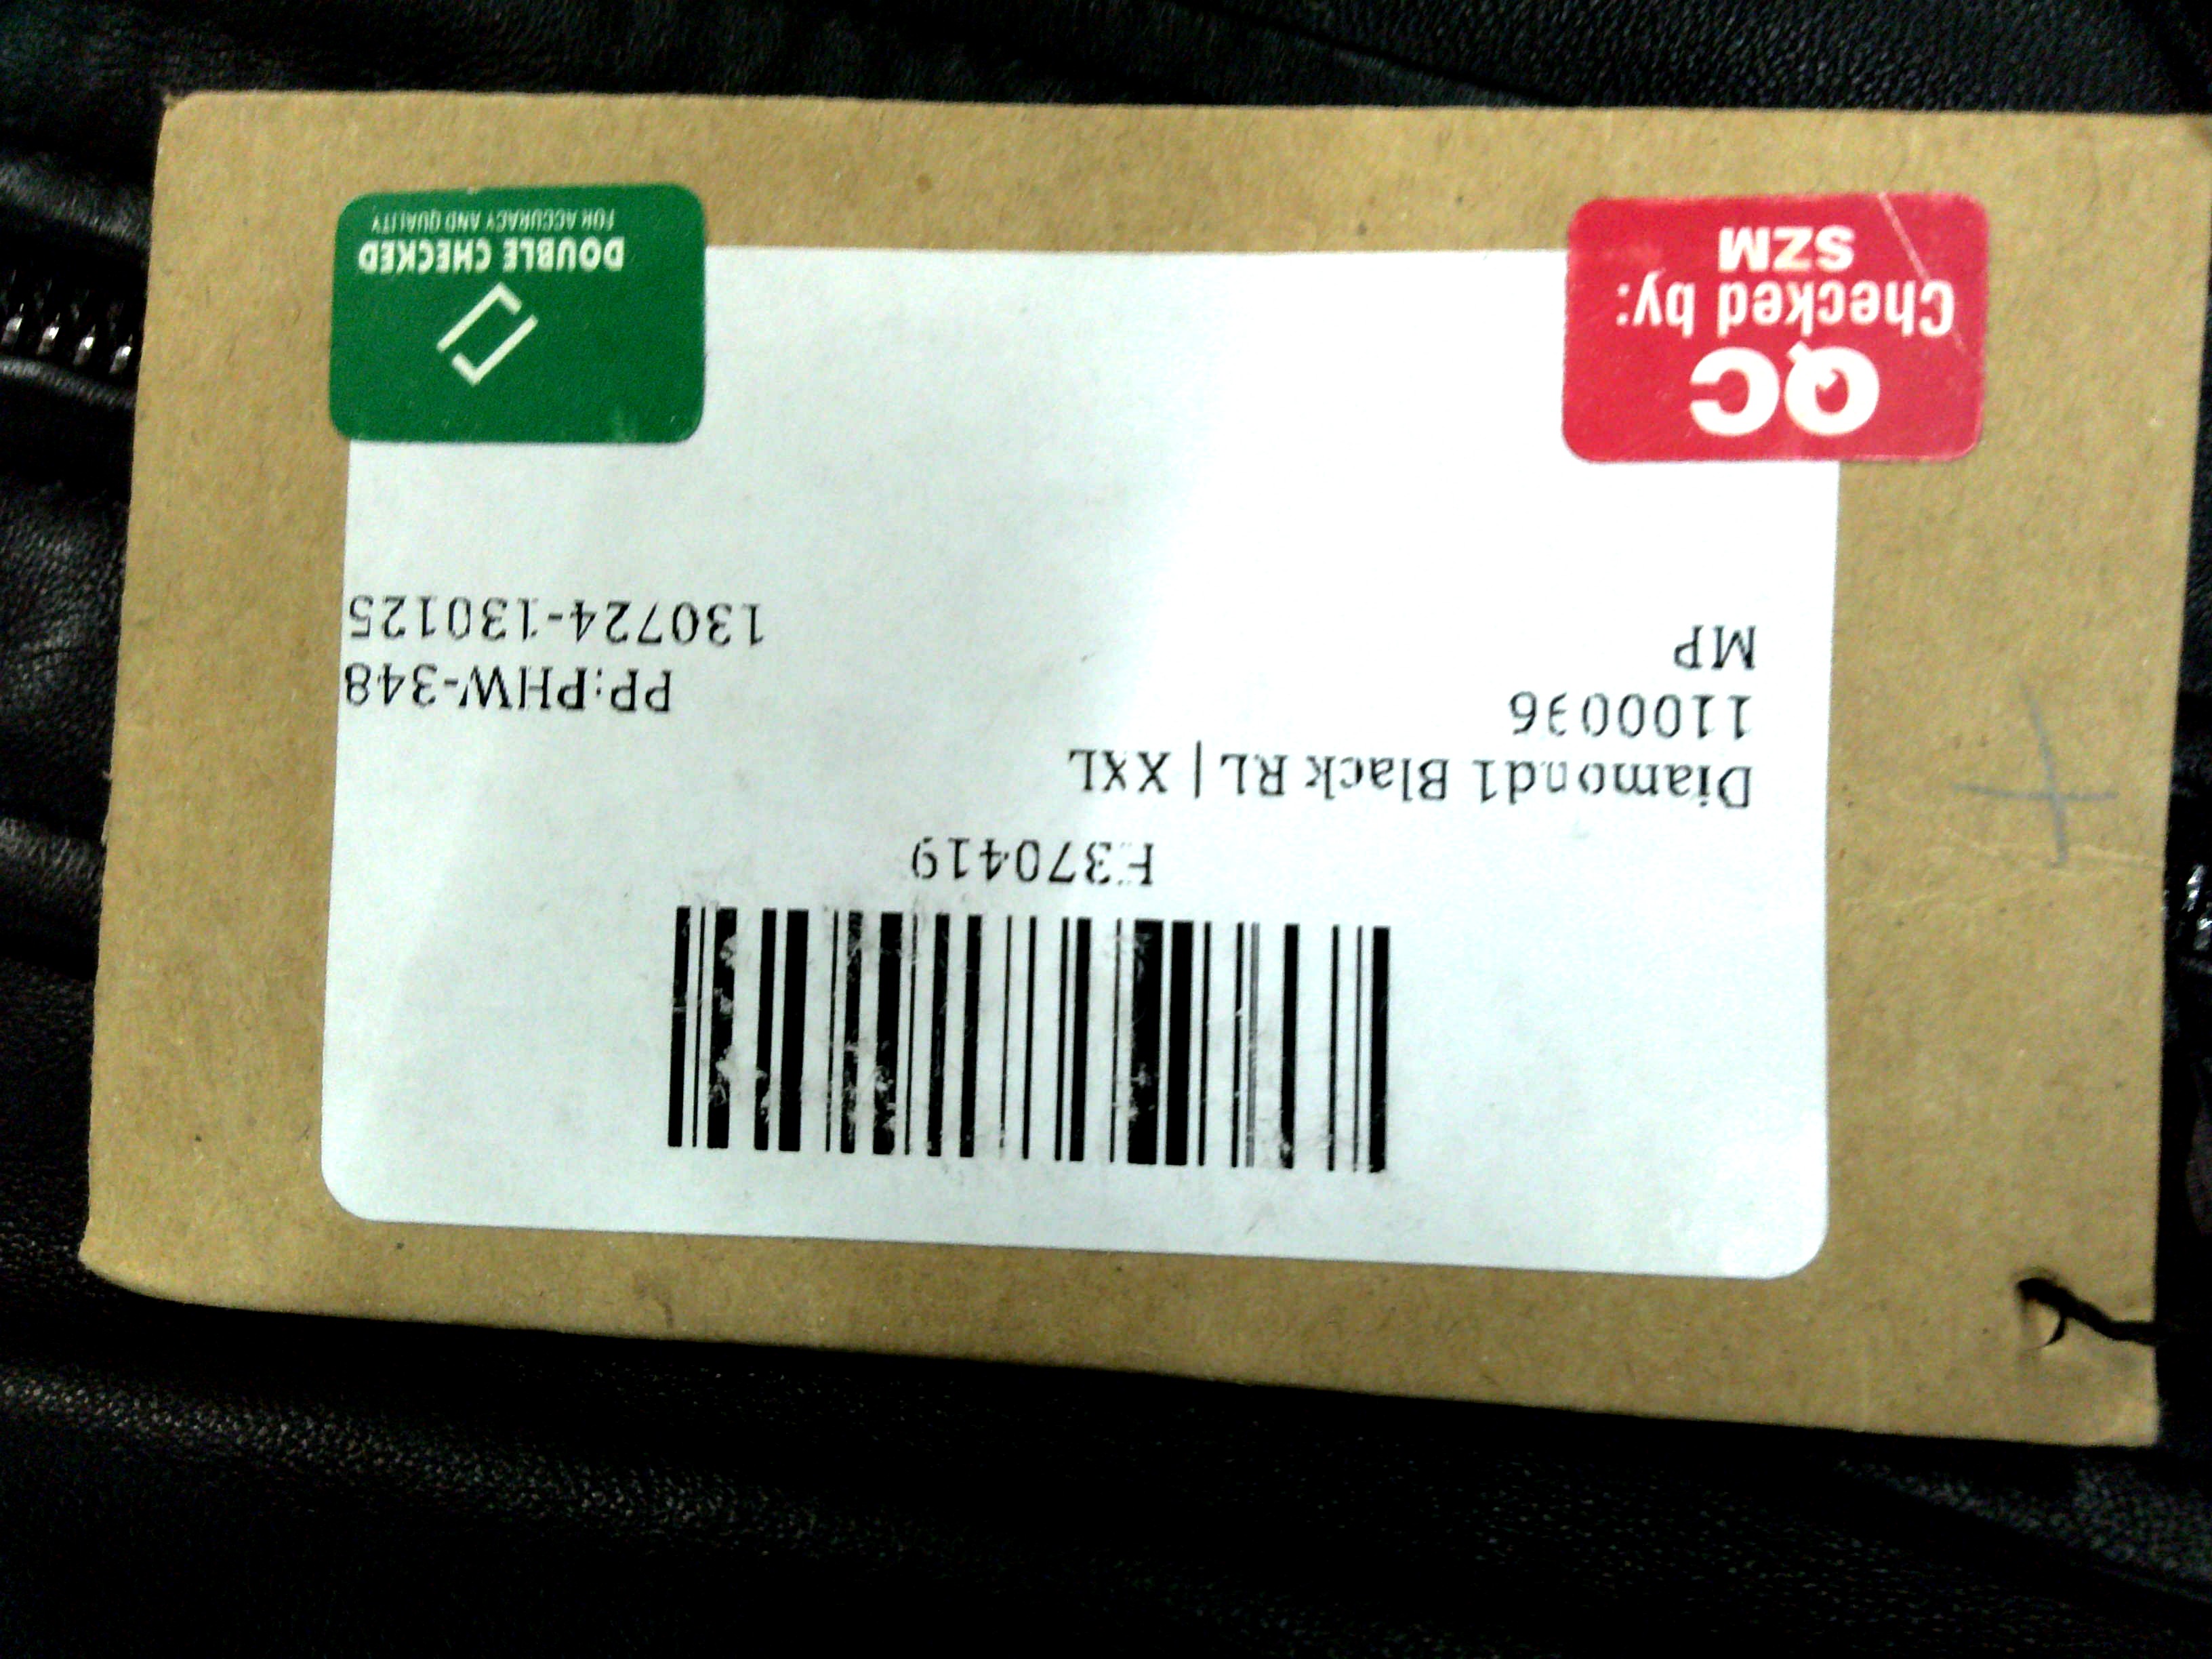 F370419
Diamond1 Black RL | XXL
1100036
MP
PP:PHW-348
130724-130125
QC
Checked by:
SZM
DOUBLE CHECKED
FOR ACCURACY AND QUALITY